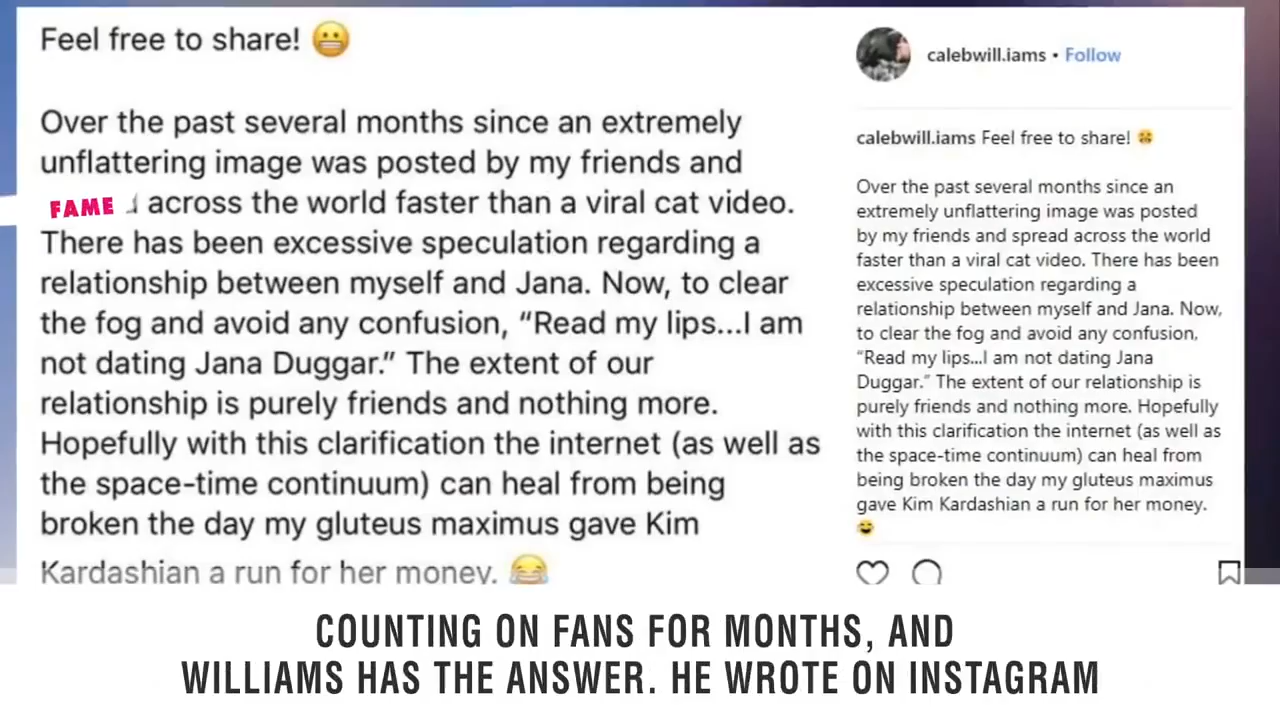 Feel free to share! 😬
Over the past several months since an extremely
unflattering image was posted by my friends and
FAME across the world faster than a viral cat video.
There has been excessive speculation regarding a
relationship between myself and Jana. Now, to clear
the fog and avoid any confusion, “Read my lips...I am
not dating Jana Duggar.” The extent of our
relationship is purely friends and nothing more.
Hopefully with this clarification the internet (as well as
the space-time continuum) can heal from being
broken the day my gluteus maximus gave Kim
Kardashian a run for her money. 😂
calebwill.iams • Follow
calebwill.iams Feel free to share! 😬
Over the past several months since an
extremely unflattering image was posted
by my friends and spread across the world
faster than a viral cat video. There has been
excessive speculation regarding a
relationship between myself and Jana. Now,
to clear the fog and avoid any confusion,
“Read my lips...I am not dating Jana
Duggar.” The extent of our relationship is
purely friends and nothing more. Hopefully
with this clarification the internet (as well as
the space-time continuum) can heal from
being broken the day my gluteus maximus
gave Kim Kardashian a run for her money.
😂
COUNTING ON FANS FOR MONTHS, AND
WILLIAMS HAS THE ANSWER. HE WROTE ON INSTAGRAM